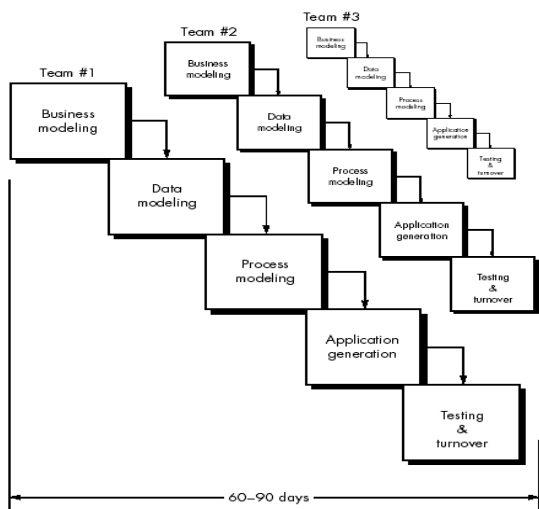 Team #1
Business
modeling
Data
modeling
Process
modeling
Application
generation
Testing
&
turnover
Team #2
Business
modeling
Data
modeling
Process
modeling
Application
generation
Testing
&
turnover
Team #3
Business
modeling
Data
modeling
Process
modeling
Application
generation
Testing
&
turnover
60–90 days